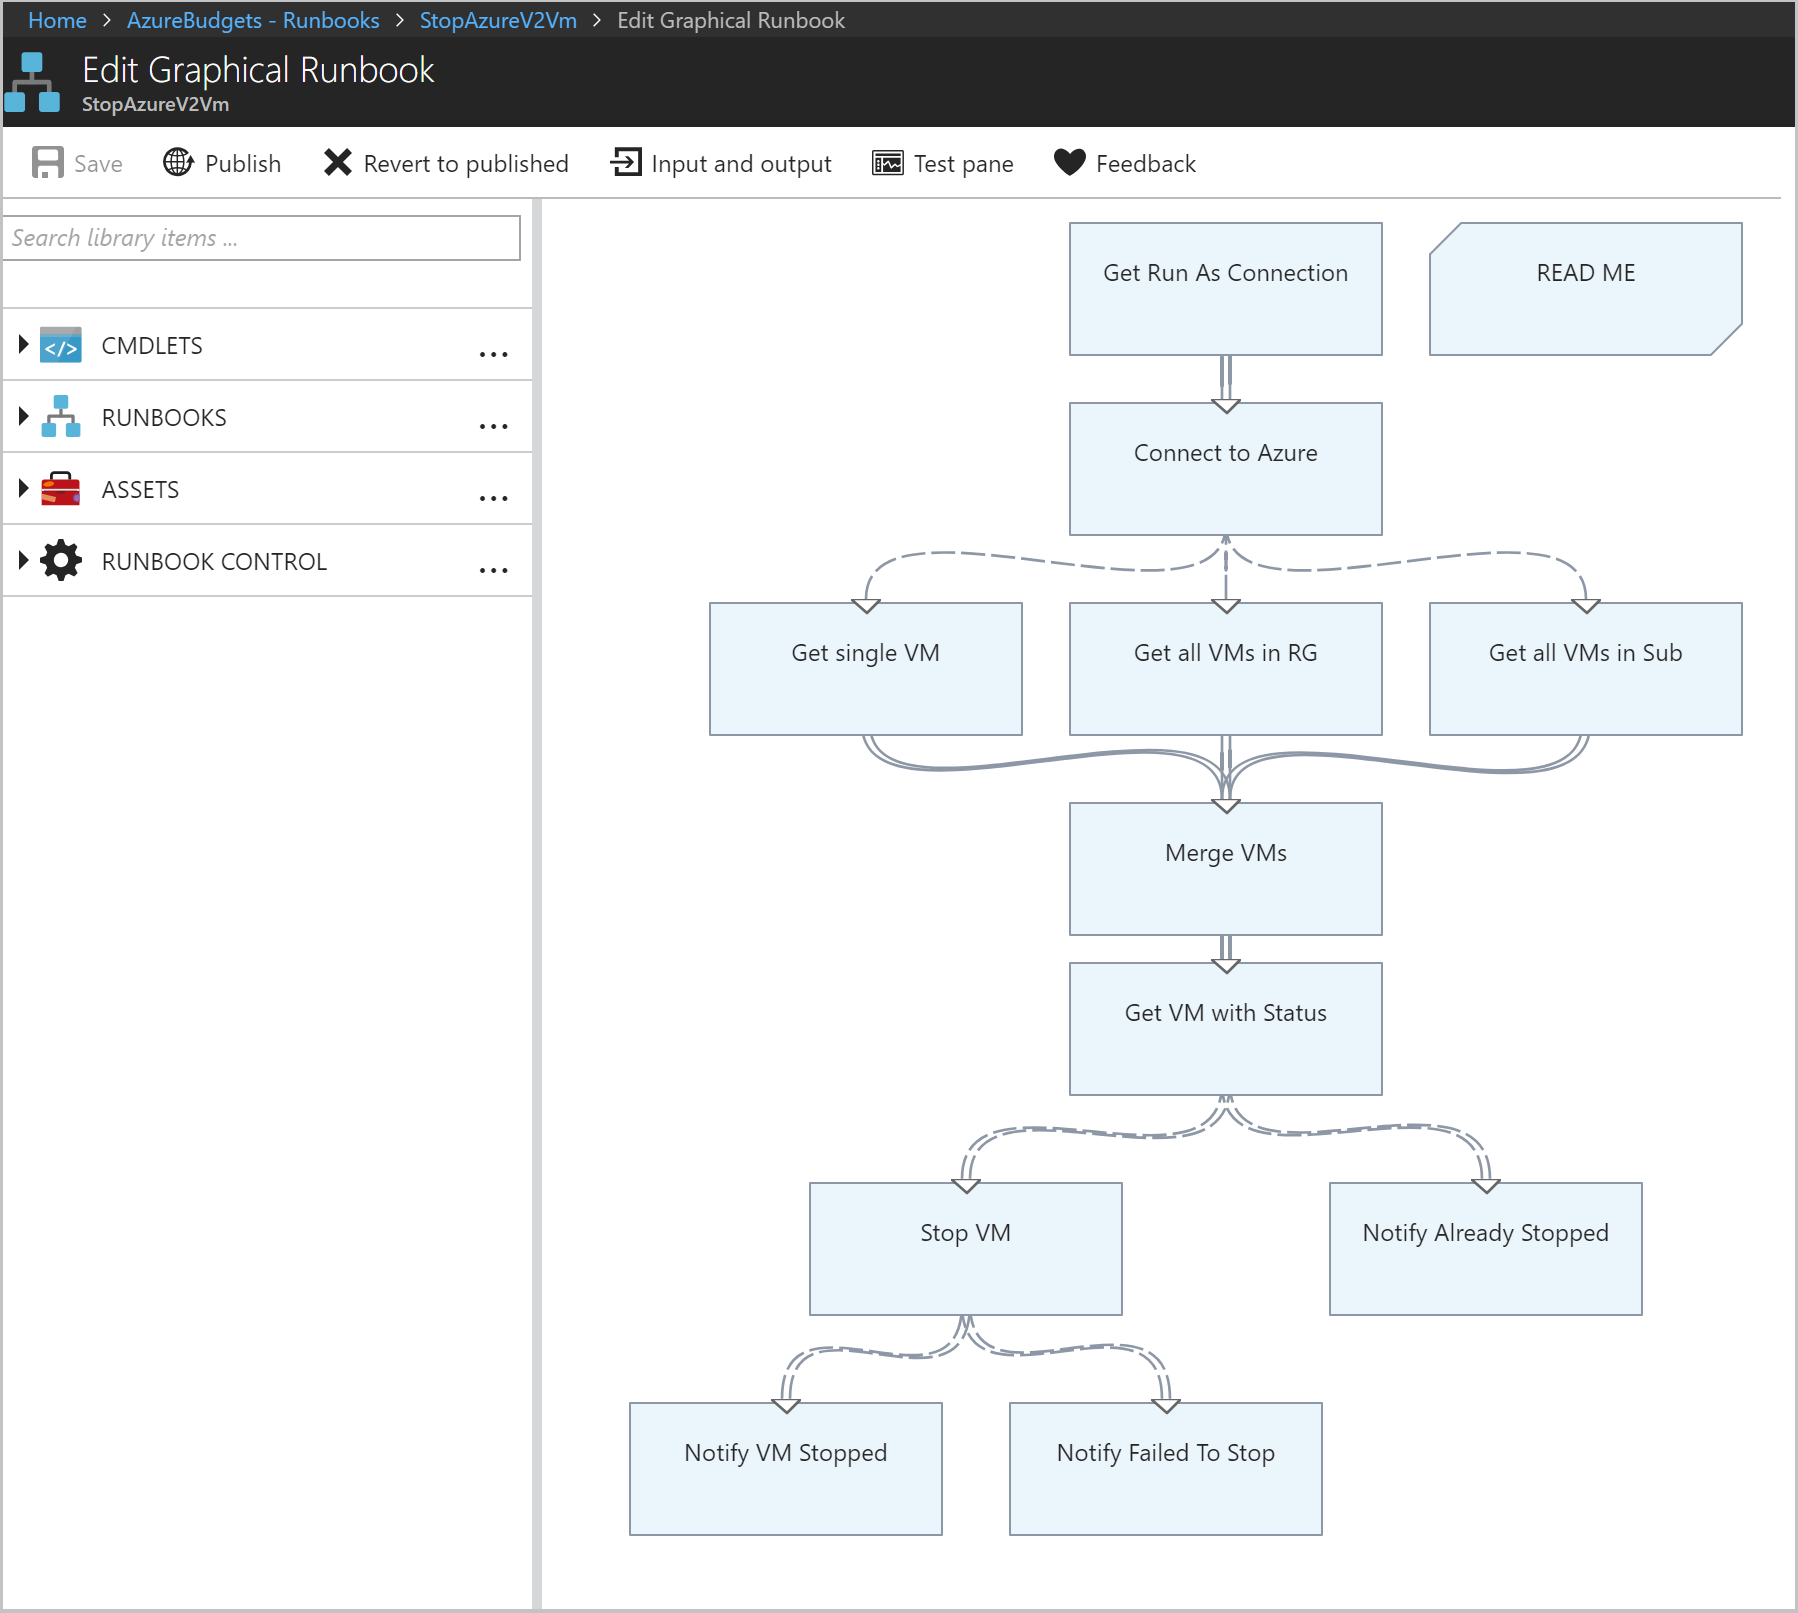 Home > AzureBudgets - Runbooks > StopAzureV2Vm > Edit Graphical Runbook
Edit Graphical Runbook
StopAzureV2Vm
Save Publish Revert to published Input and output Test pane Feedback
Search library items ...
CMDLETS ...
RUNBOOKS ...
ASSETS ...
RUNBOOK CONTROL ...
Get Run As Connection
READ ME
Connect to Azure
Get single VM
Get all VMs in RG
Get all VMs in Sub
Merge VMs
Get VM with Status
Stop VM
Notify Already Stopped
Notify VM Stopped
Notify Failed To Stop